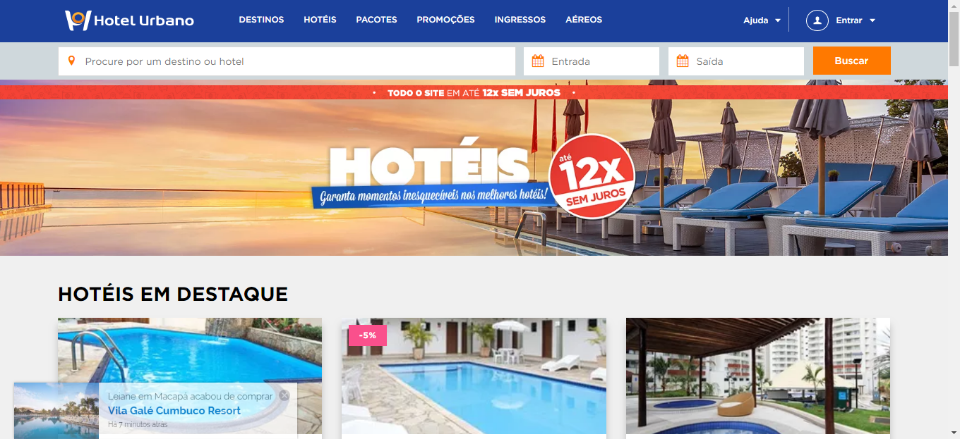 Hotel Urbano
DESTINOS HOTÉIS PACOTES PROMOÇÕES INGRESSOS AÉREOS
Ajuda Entrar
Procure por um destino ou hotel
Entrada
Saída
Buscar
• TODO O SITE EM ATÉ 12x SEM JUROS •
HOTÉIS
Garanta momentos inesquecíveis nos melhores hotéis!
até
12x
SEM JUROS
HOTÉIS EM DESTAQUE
-5%
Leiane em Macapá acabou de comprar
Vila Galé Cumbuco Resort
Há 7 minutos atrás